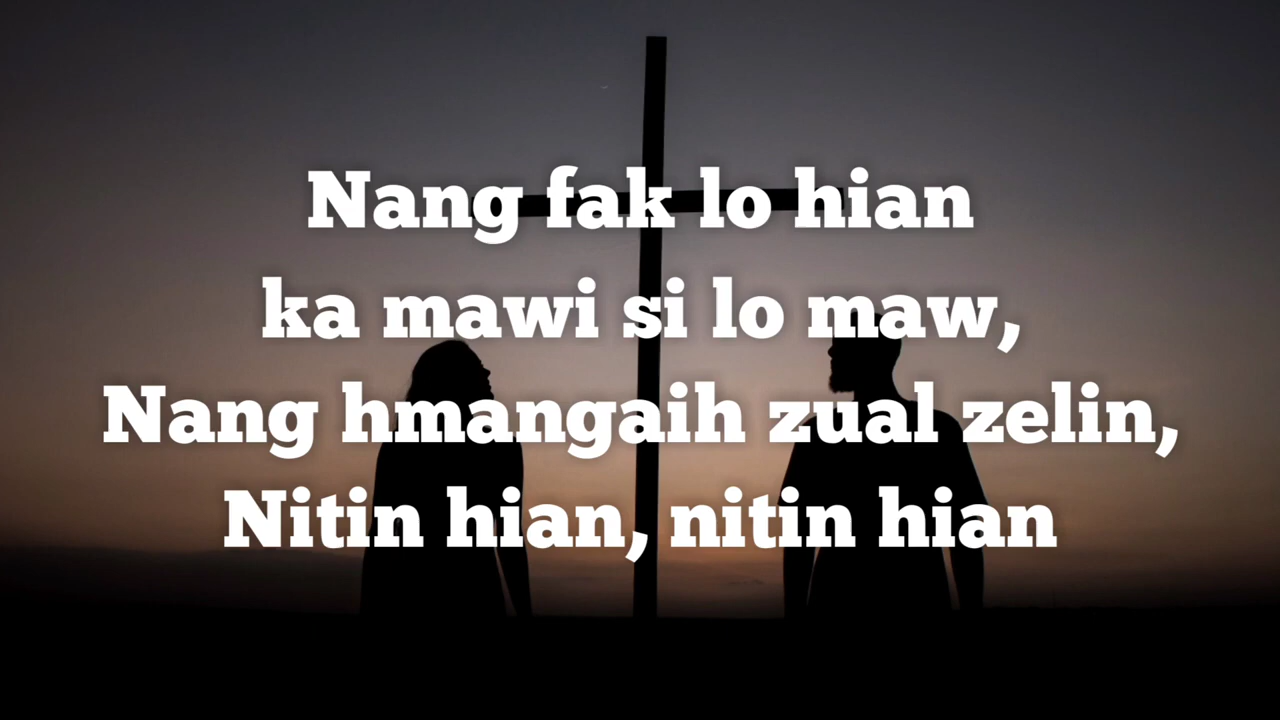 Nang fak lo hian
ka mawi si lo maw,
Nang hmangaih zual zelin,
Nitin hian, nitin hian